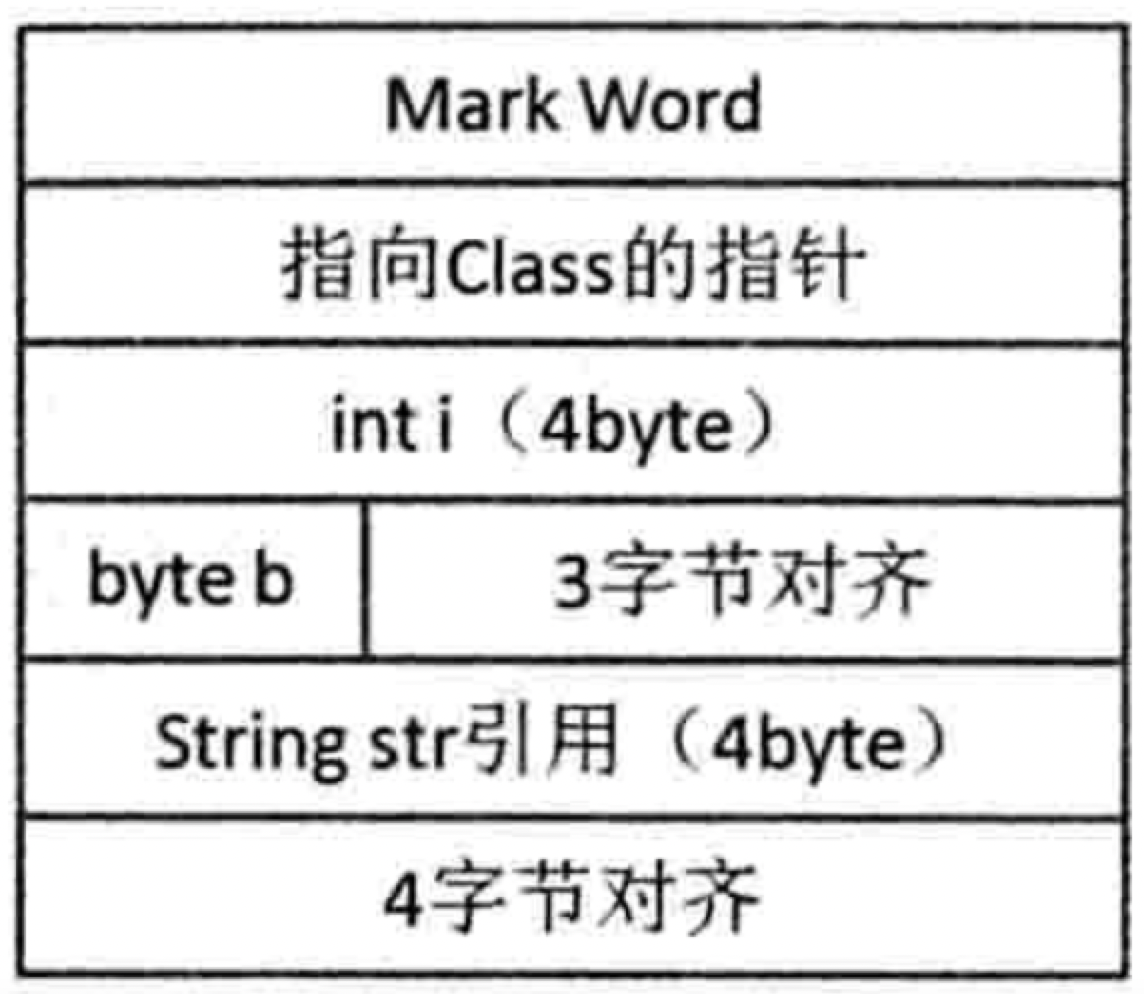 Mark Word
指向Class的指针
int i（4byte）
byte b
3字节对齐
String str引用（4byte）
4字节对齐